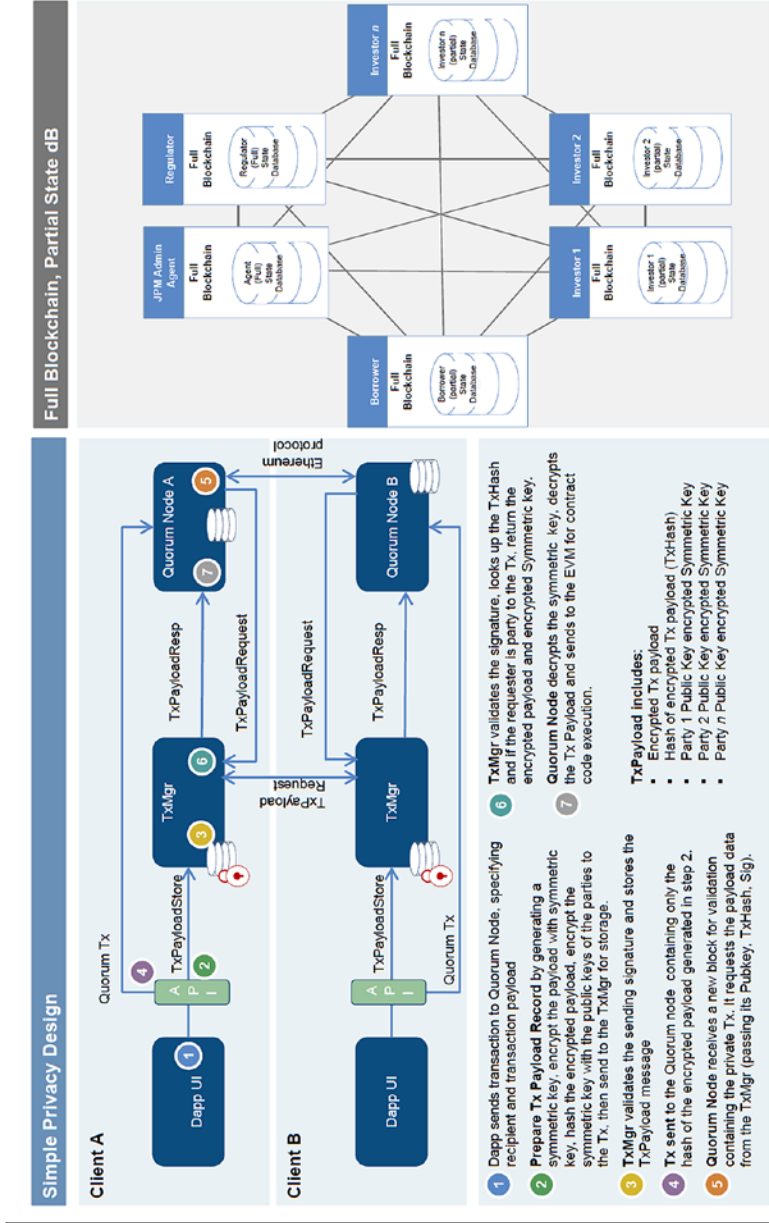 Simple Privacy Design
Client A
Dapp UI
1
A
P
I
4
2
Quorum Tx
TxPayloadStore
TxMgr
3
6
TxPayloadResp
TxPayloadRequest
Quorum Node A
7
5
TxPayload
Request
Ethereum
protocol
Client B
Dapp UI
A
P
I
TxPayloadStore
Quorum Tx
TxMgr
TxPayloadRequest
TxPayloadResp
Quorum Node B
1
Dapp sends transaction to Quorum Node, specifying
recipient and transaction payload
2
Prepare Tx Payload Record by generating a
symmetric key, encrypt the payload with symmetric
key, hash the encrypted payload, encrypt the
symmetric key with the public keys of the parties to
the Tx, then send to the TxMgr for storage.
3
TxMgr validates the sending signature and stores the
TxPayload message
4
Tx sent to the Quorum node containing only the
hash of the encrypted payload generated in step 2.
5
Quorum Node receives a new block for validation
containing the private Tx. It requests the payload data
from the TxMgr (passing its Pubkey, TxHash, Sig).
6
TxMgr validates the signature, looks up the TxHash
and if the requester is party to the Tx, return the
encrypted payload and encrypted Symmetric key.
7
Quorum Node decrypts the symmetric key, decrypts
the Tx Payload and sends to the EVM for contract
code execution.
TxPayload includes:
▪ Encrypted Tx payload
▪ Hash of encrypted Tx payload (TxHash)
▪ Party 1 Public Key encrypted Symmetric Key
▪ Party 2 Public Key encrypted Symmetric Key
▪ Party n Public Key encrypted Symmetric Key
Full Blockchain, Partial State dB
JPM Admin
Agent
Full
Blockchain
Agent
(Full)
State
Database
Regulator
Full
Blockchain
Regulator
(Full)
State
Database
Borrower
Full
Blockchain
Borrower
(partial)
State
Database
Investor n
Full
Blockchain
Investor n
(partial)
State
Database
Investor 1
Full
Blockchain
Investor 1
(partial)
State
Database
Investor 2
Full
Blockchain
Investor 2
(partial)
State
Database